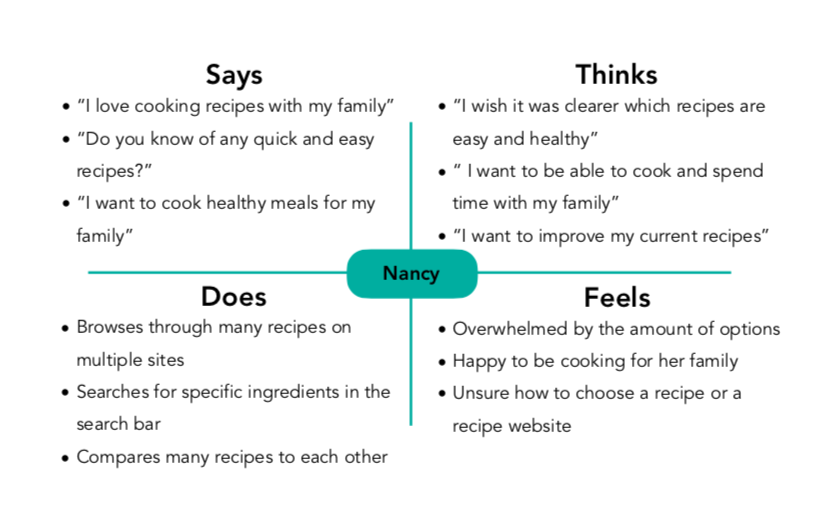 Says
• “I love cooking recipes with my family”
• “Do you know of any quick and easy
recipes?”
• “I want to cook healthy meals for my
family”
Thinks
• “I wish it was clearer which recipes are
easy and healthy”
• “ I want to be able to cook and spend
time with my family”
• “I want to improve my current recipes”
Nancy
Does
• Browses through many recipes on
multiple sites
• Searches for specific ingredients in the
search bar
• Compares many recipes to each other
Feels
• Overwhelmed by the amount of options
• Happy to be cooking for her family
• Unsure how to choose a recipe or a
recipe website